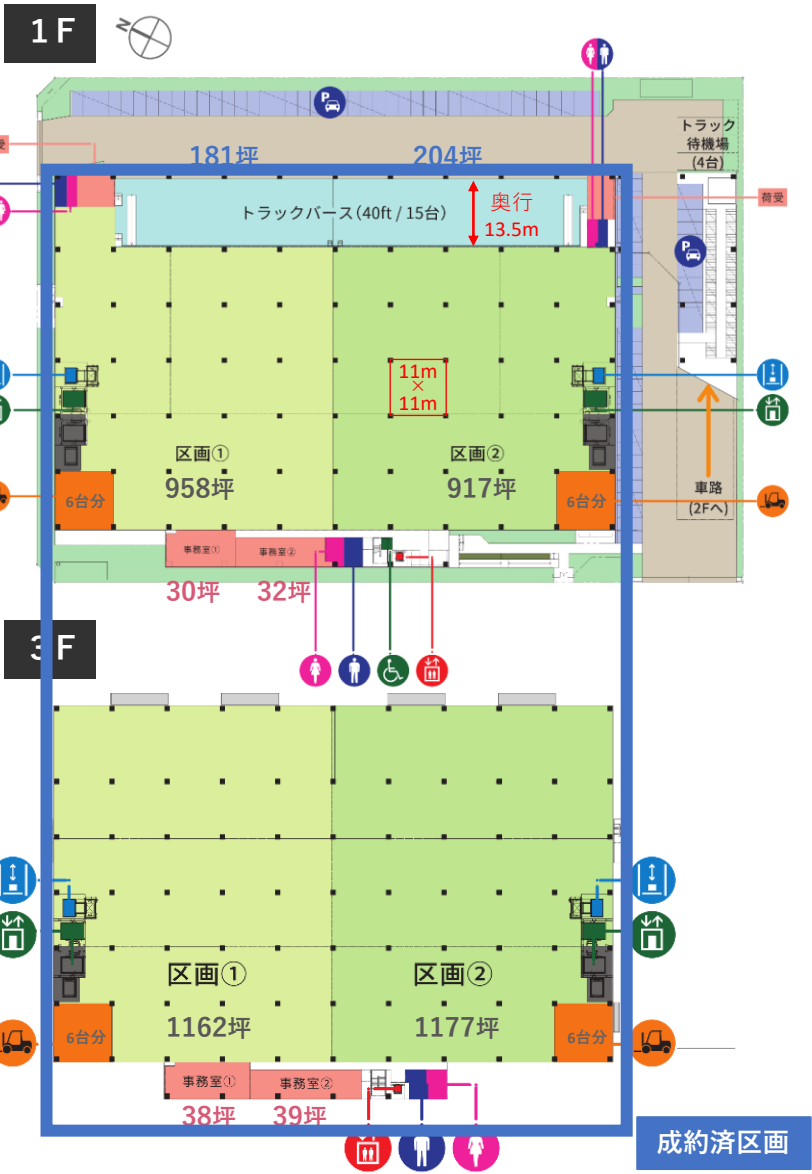 1F
N
P
トラック
待機場
(4台)
受
181坪
204坪
トラックバース(40ft / 15台)
奥行
13.5m
荷受
P
11m
×
11m
区画①
958坪
区画②
917坪
6台分
6台分
車路
(2Fへ)
事務室①
事務室②
30坪
32坪
3F
区画①
1162坪
区画②
1177坪
6台分
6台分
事務室①
事務室②
38坪
39坪
成約済区画